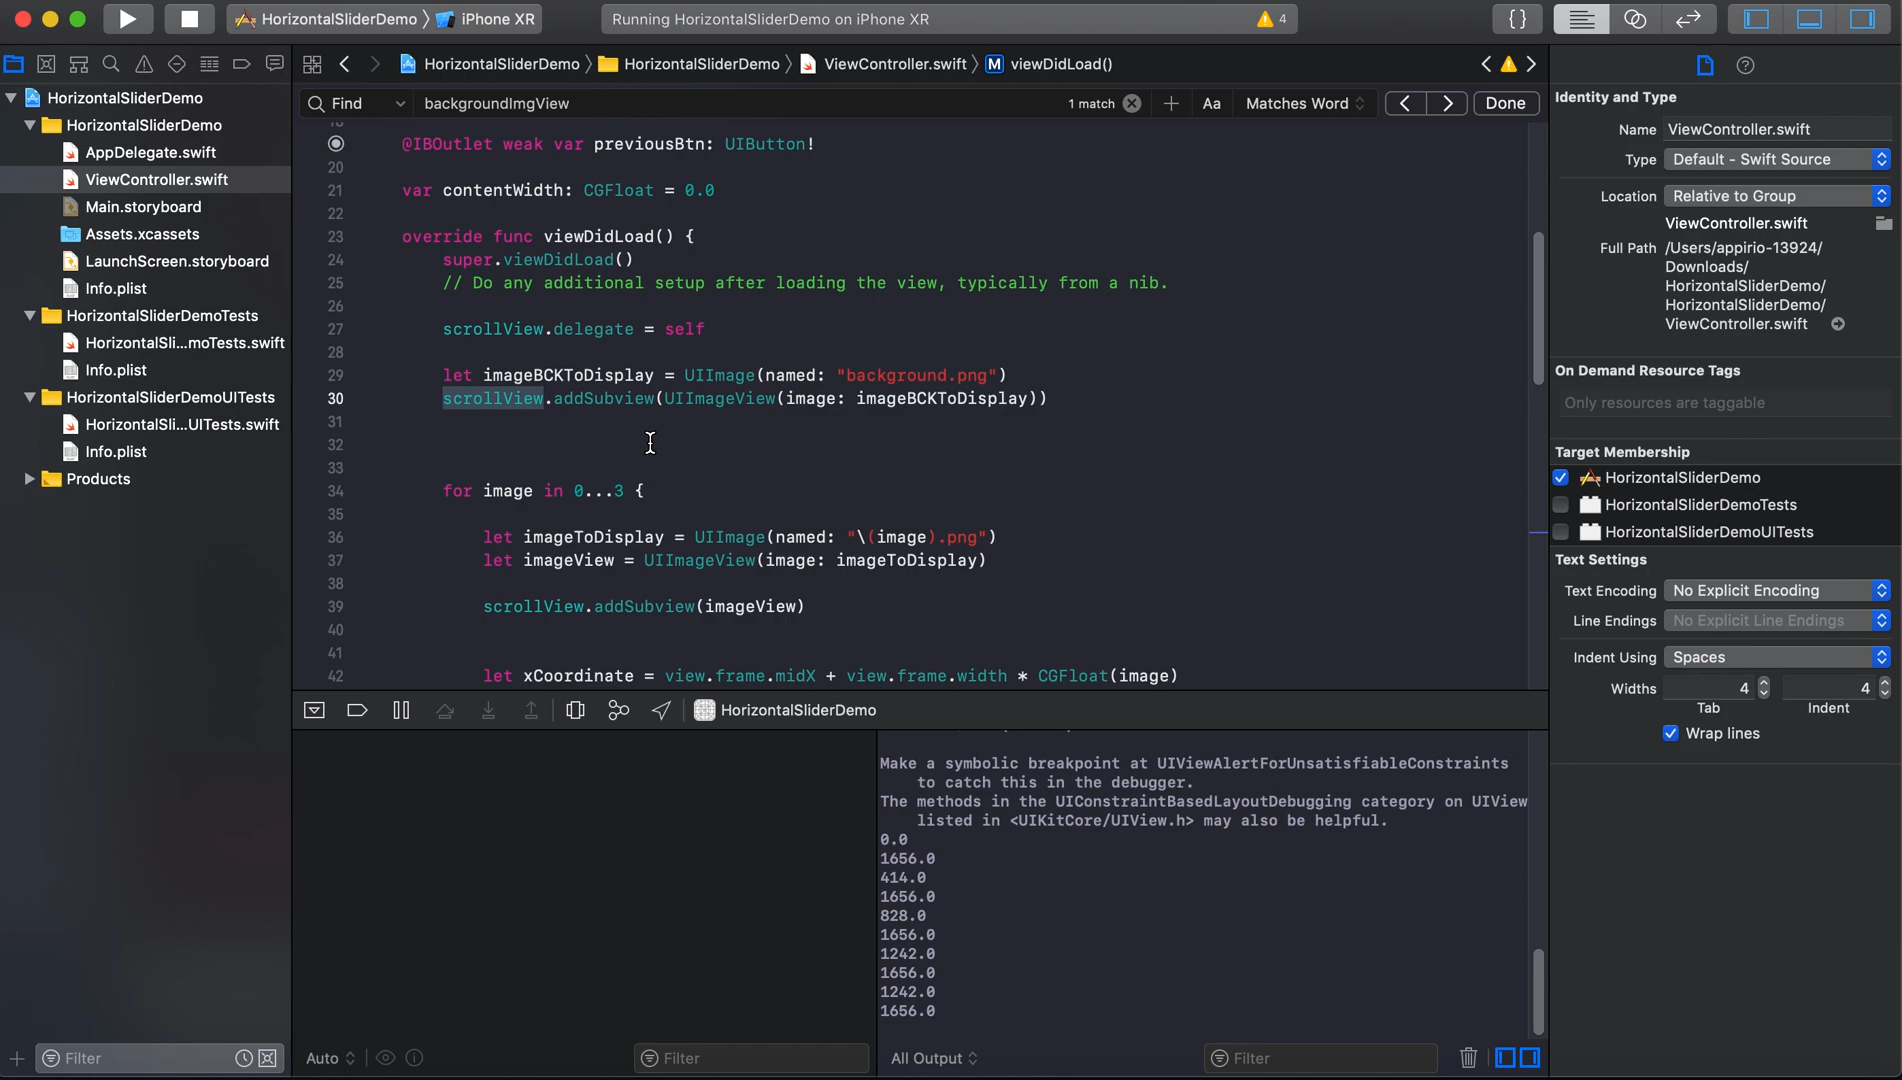 HorizontalSliderDemo 〉 iPhone XR
Running HorizontalSliderDemo on iPhone XR
4
{ }
HorizontalSliderDemo 〉 HorizontalSliderDemo 〉 ViewController.swift 〉 M viewDidLoad()
Find
backgroundImgView
1 match
Aa
Matches Word
Done
HorizontalSliderDemo
HorizontalSliderDemo
AppDelegate.swift
ViewController.swift
Main.storyboard
Assets.xcassets
LaunchScreen.storyboard
Info.plist
HorizontalSliderDemoTests
HorizontalSli...moTests.swift
Info.plist
HorizontalSliderDemoUITests
HorizontalSli...UITests.swift
Info.plist
Products
Filter
@IBOutlet weak var previousBtn: UIButton!
20
21 var contentWidth: CGFloat = 0.0
22
23 override func viewDidLoad() {
24 super.viewDidLoad()
25 // Do any additional setup after loading the view, typically from a nib.
26
27 scrollView.delegate = self
28
29 let imageBCKToDisplay = UIImage(named: "background.png")
30 scrollView.addSubview(UIImageView(image: imageBCKToDisplay))
31
32
33
34 for image in 0...3 {
35
36 let imageToDisplay = UIImage(named: "\(image).png")
37 let imageView = UIImageView(image: imageToDisplay)
38
39 scrollView.addSubview(imageView)
40
41
42 let xCoordinate = view.frame.midX + view.frame.width * CGFloat(image)
HorizontalSliderDemo
Make a symbolic breakpoint at UIViewAlertForUnsatisfiableConstraints
to catch this in the debugger.
The methods in the UIConstraintBasedLayoutDebugging category on UIView
listed in <UIKitCore/UIView.h> may also be helpful.
0.0
1656.0
414.0
1656.0
828.0
1656.0
1242.0
1656.0
1242.0
1656.0
Auto
Filter
All Output
Filter
Identity and Type
Name ViewController.swift
Type Default - Swift Source
Location Relative to Group
ViewController.swift
Full Path /Users/appirio-13924/
Downloads/
HorizontalSliderDemo/
HorizontalSliderDemo/
ViewController.swift
On Demand Resource Tags
Only resources are taggable
Target Membership
HorizontalSliderDemo
HorizontalSliderDemoTests
HorizontalSliderDemoUITests
Text Settings
Text Encoding No Explicit Encoding
Line Endings No Explicit Line Endings
Indent Using Spaces
Widths 4 4
Tab Indent
Wrap lines